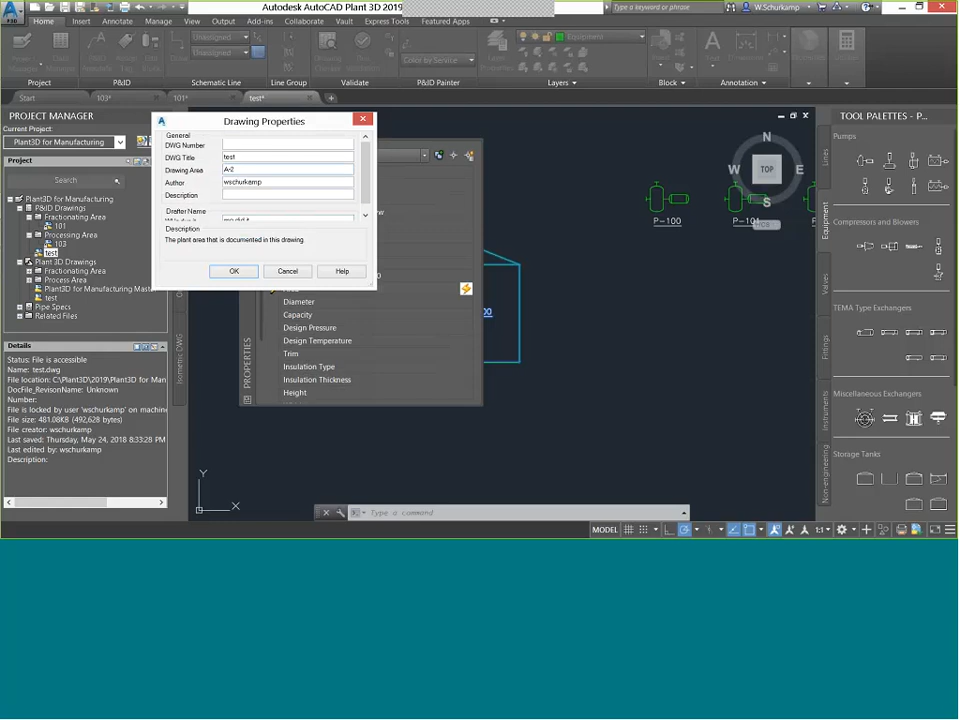 Autodesk AutoCAD Plant 3D 2019
Type a keyword or phrase
W.Schurkamp
P3D
Home
Insert
Annotate
Manage
View
Output
Add-ins
Collaborate
Vault
Express Tools
Featured Apps
Unassigned
Unassigned
Equipment
Color by Service
Project
P&ID
Schematic Line
Line Group
Validate
P&ID Painter
Layers
Block
Annotation
Start
103*
101*
test*
PROJECT MANAGER
Current Project:
Plant3D for Manufacturing
Project
Search
Plant3D for Manufacturing
P&ID Drawings
Fractionating Area
101
Processing Area
103
test
Plant 3D Drawings
Fractionating Area
Process Area
Plant3D for Manufacturing Mast
test
Pipe Specs
Related Files
Details
Status: File is accessible
Name: test.dwg
File location: C:\Plant3D\2019\Plant3D for Man
DocFile_RevisonName: Unknown
Number:
File is locked by user 'wschurkamp' on machin
File size: 481.08KB (492,628 bytes)
File creator: wschurkamp
Last saved: Thursday, May 24, 2018 8:33:28 PM
Last edited by: wschurkamp
Description:
Drawing Properties
General
DWG Number
DWG Title test
Drawing Area A-2
Author wschurkamp
Description
Drafter Name
Description
The plant area that is documented in this drawing.
OK
Cancel
Help
Diameter
Capacity
Design Pressure
Design Temperature
Trim
Insulation Type
Insulation Thickness
Height
PROPERTIES
Isometric DWG
P-100
P-101
N
W
TOP
E
S
Y
X
Type a command
MODEL
1:1
TOOL PALETTES - P...
Lines
Equipment
Valves
Fittings
Instruments
Non-engineering
Pumps
Compressors and Blowers
TEMA Type Exchangers
Miscellaneous Exchangers
Storage Tanks